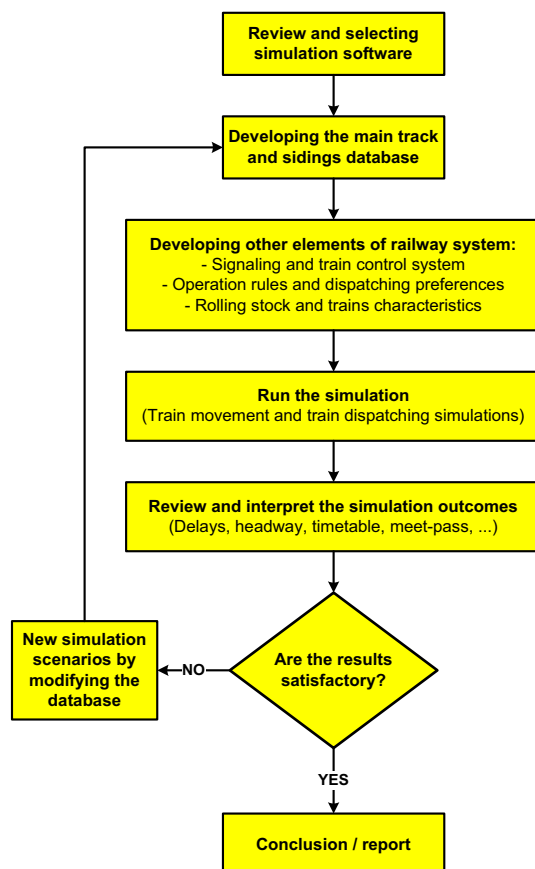 Review and selecting
simulation software
Developing the main track
and sidings database
Developing other elements of railway system:
- Signaling and train control system
- Operation rules and dispatching preferences
- Rolling stock and trains characteristics
Run the simulation
(Train movement and train dispatching simulations)
Review and interpret the simulation outcomes
(Delays, headway, timetable, meet-pass, ...)
Are the results
satisfactory?
NO
New simulation
scenarios by
modifying the
database
YES
Conclusion / report